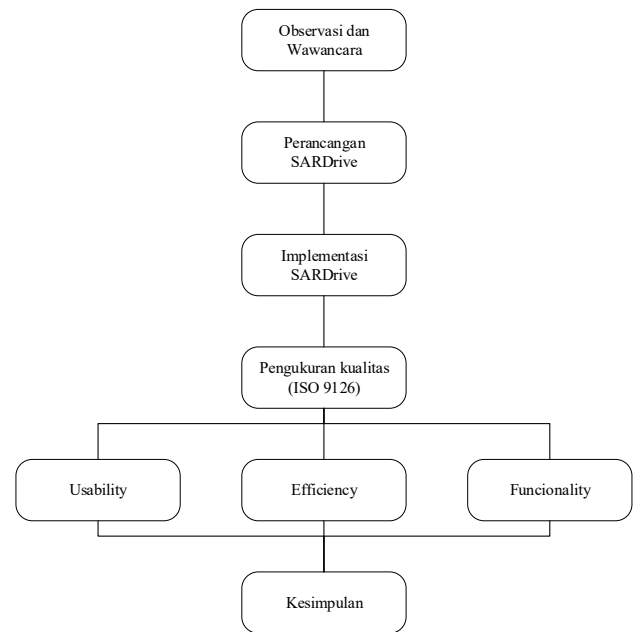 Observasi dan
Wawancara
Perancangan
SARDrive
Implementasi
SARDrive
Pengukuran kualitas
(ISO 9126)
Usability
Efficiency
Funcionality
Kesimpulan